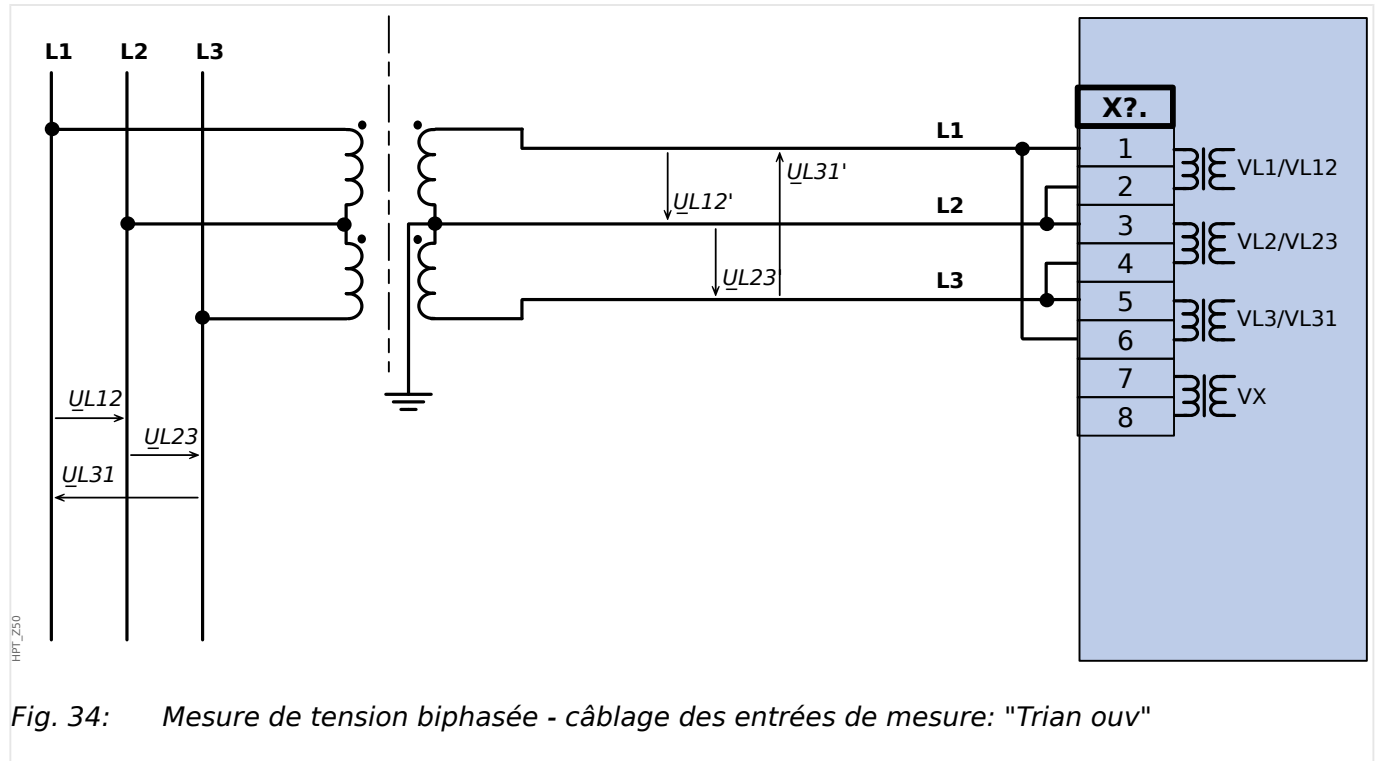 L1 L2 L3
X?.
L1
1
VL1/VL12
UL31'
2
UL12'
L2
3
VL2/VL23
4
UL23'
L3
5
VL3/VL31
6
7
VX
8
UL12
UL23
UL31
HPT_Z50
Fig. 34: Mesure de tension biphasée - câblage des entrées de mesure: "Trian ouv"